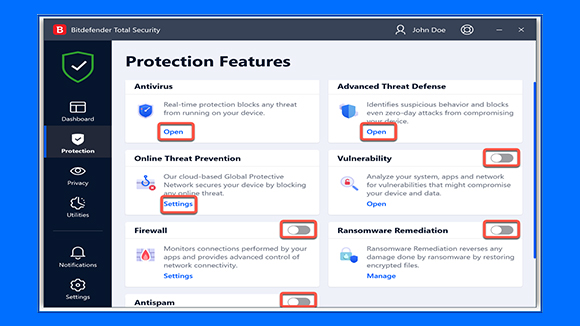 B Bitdefender Total Security
John Doe
Protection Features
Dashboard
Protection
Privacy
Utilities
Notifications
Settings
Antivirus
Real-time protection blocks any threat
from running on your device.
Open
Advanced Threat Defense
Identifies suspicious behavior and blocks
even zero-day attacks from compromising
your device.
Open
Online Threat Prevention
Our cloud-based Global Protective
Network secures your device by blocking
any online threat.
Settings
Vulnerability
Analyze your system, apps and network
for vulnerabilities that might compromise
your device and data.
Open
Firewall
Monitors connections performed by your
apps and provides advanced control of
network connectivity.
Settings
Ransomware Remediation
Ransomware Remediation reverses any
damage done by ransomware by restoring
encrypted files.
Manage
Antispam